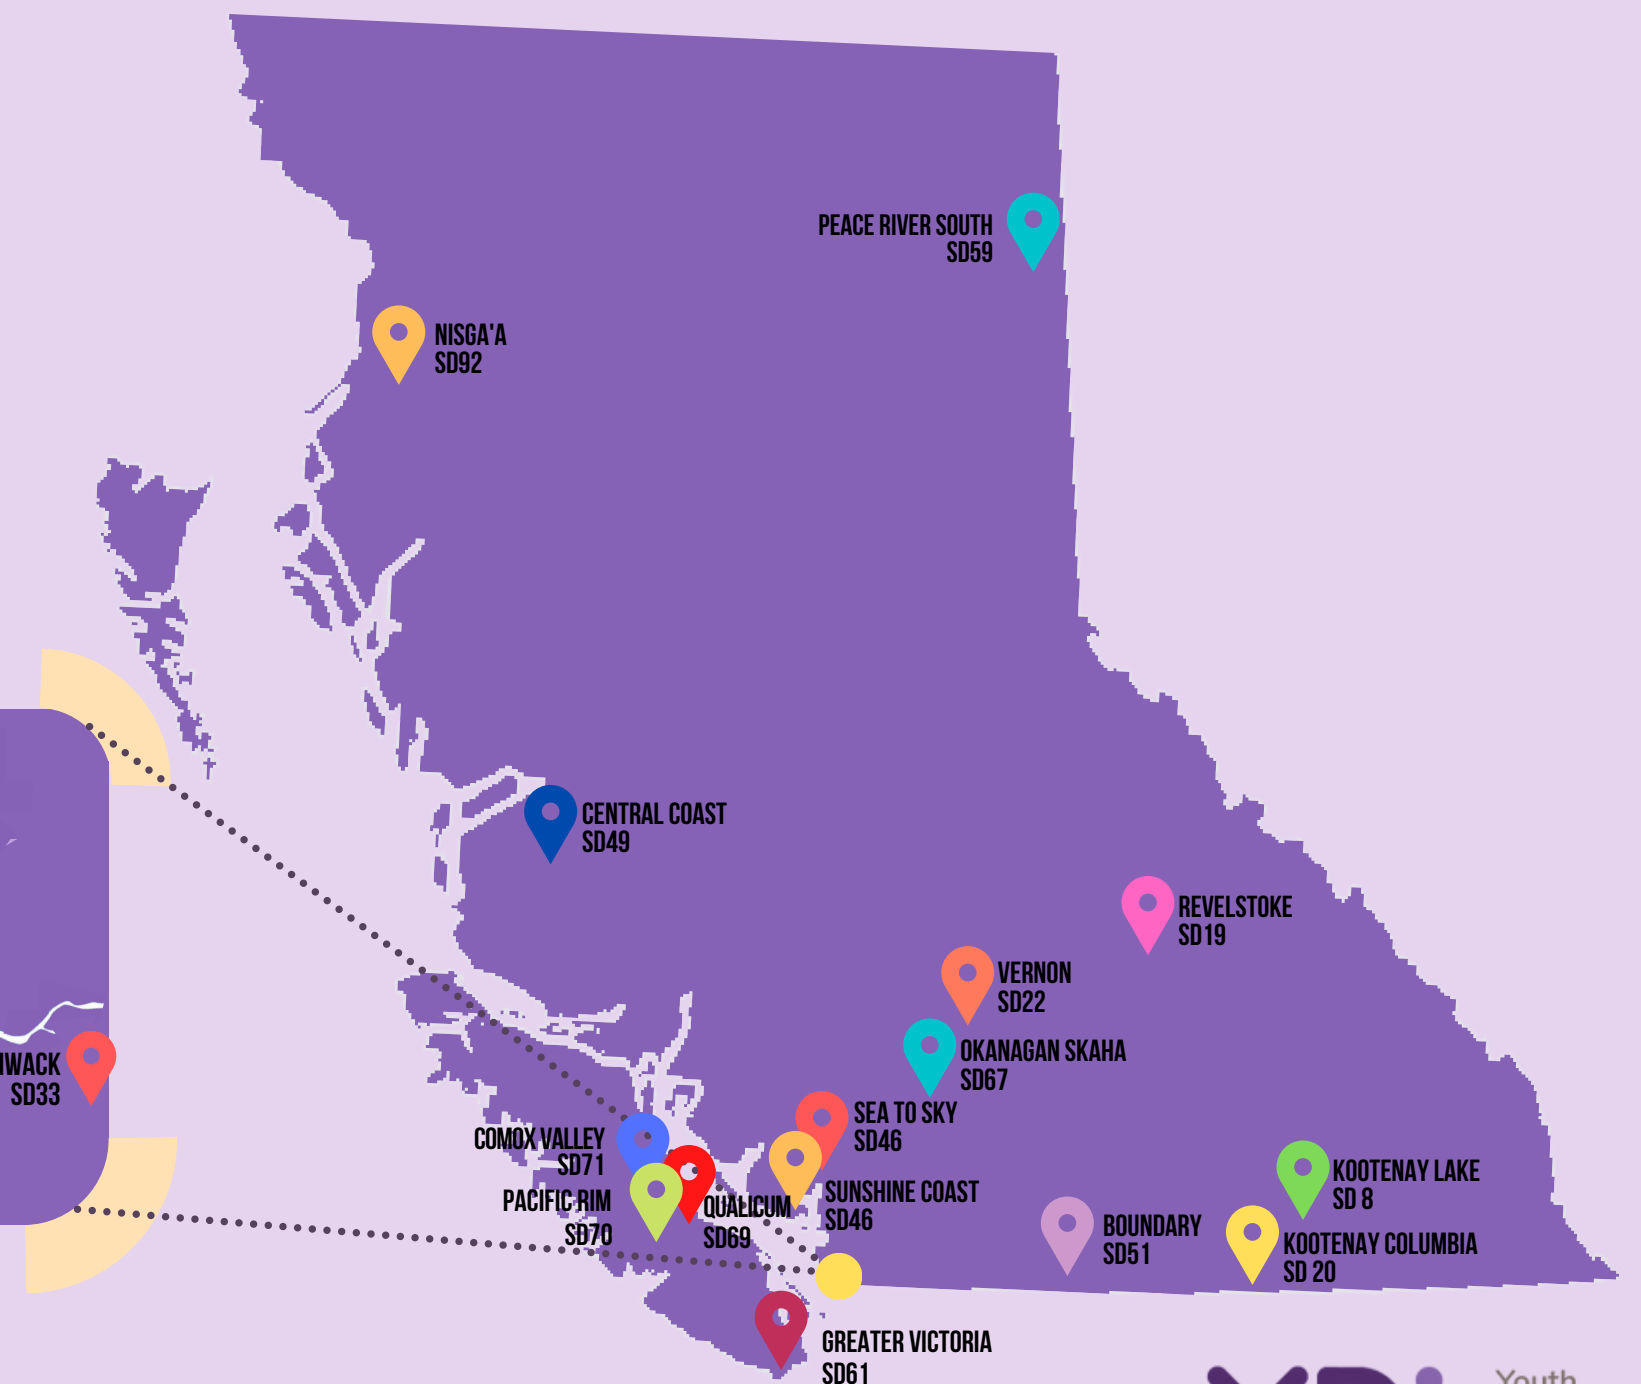 PEACE RIVER SOUTH
SD59
NISGA'A
SD92
CENTRAL COAST
SD49
REVELSTOKE
SD19
VERNON
SD22
OKANAGAN SKAHA
SD67
IWACK
SD33
SEA TO SKY
SD46
COMOX VALLEY
SD71
SUNSHINE COAST
SD46
PACIFIC RIM
SD70
QUALICUM
SD69
KOOTENAY LAKE
SD 8
BOUNDARY
SD51
KOOTENAY COLUMBIA
SD 20
GREATER VICTORIA
SD61
Youth